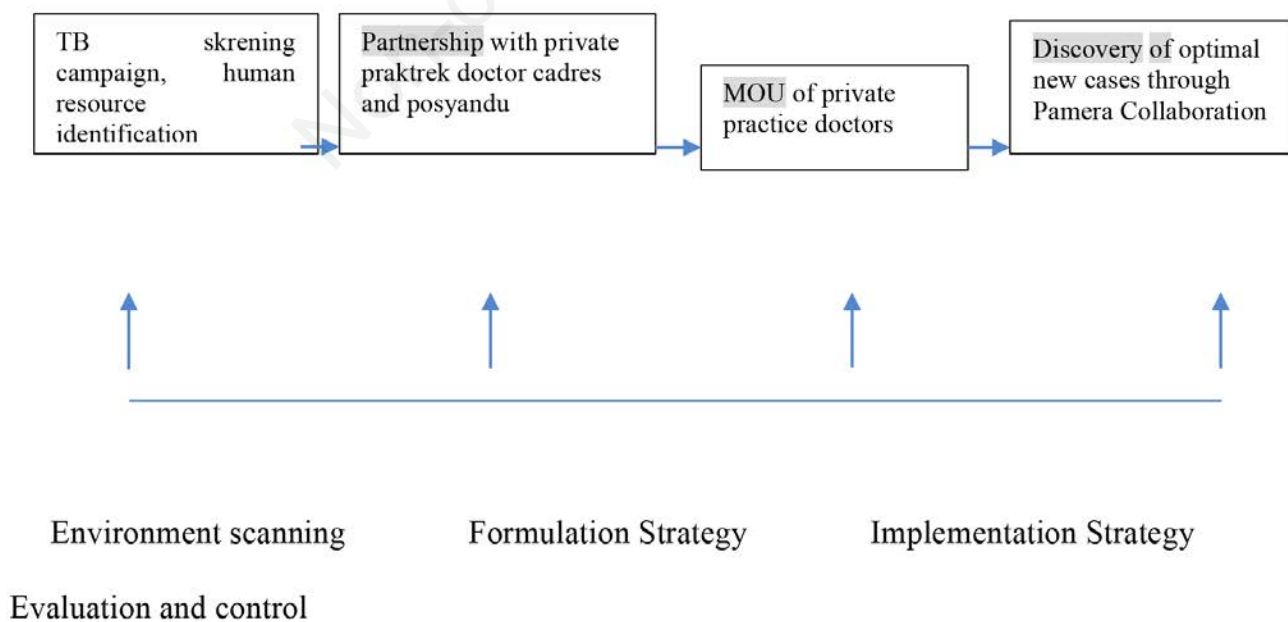 TB skrening
campaign, human
resource
identification
Partnership with private
praktrek doctor cadres
and posyandu
MOU of private
practice doctors
Discovery of optimal
new cases through
Pamera Collaboration
Environment scanning
Formulation Strategy
Implementation Strategy
Evaluation and control